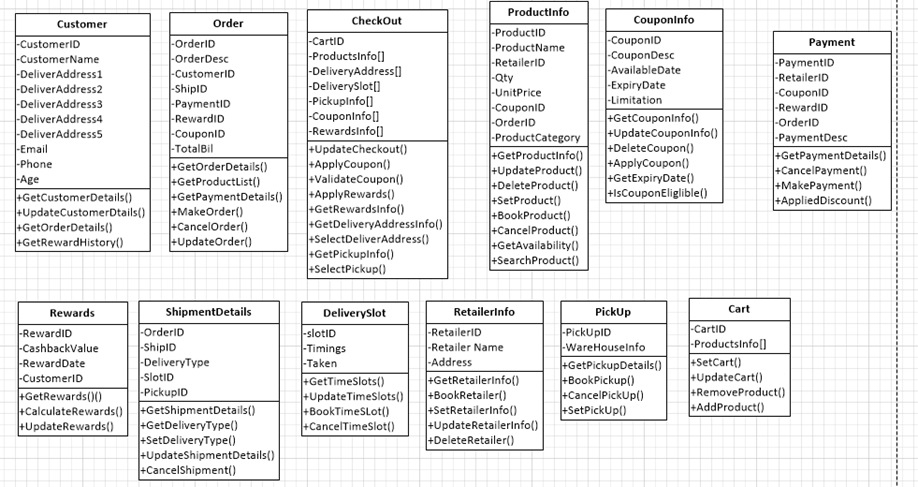 Customer
-CustomerID
-CustomerName
-DeliverAddress1
-DeliverAddress2
-DeliverAddress3
-DeliverAddress4
-DeliverAddress5
-Email
-Phone
-Age
+GetCustomerDetails()
+UpdateCustomerDtails()
+GetOrderDetails()
+GetRewardHistory()
Order
-OrderID
-OrderDesc
-CustomerID
-ShipID
-PaymentID
-RewardID
-CouponID
-TotalBil
+GetOrderDetails()
+GetProductList()
+GetPaymentDetails()
+MakeOrder()
+CancelOrder()
+UpdateOrder()
CheckOut
-CartID
-ProductsInfo[]
-DeliveryAddress[]
-DeliverySlot[]
-PickupInfo[]
-CouponInfo[]
-RewardsInfo[]
+UpdateCheckout()
+ApplyCoupon()
+ValidateCoupon()
+ApplyRewards()
+GetRewardsInfo()
+GetDeliveryAddressInfo()
+SelectDeliverAddress()
+GetPickupInfo()
+SelectPickup()
ProductInfo
-ProductID
-ProductName
-RetailerID
-Qty
-UnitPrice
-CouponID
-OrderID
-ProductCategory
+GetProductInfo()
+UpdateProduct()
+DeleteProduct()
+SetProduct()
+BookProduct()
+CancelProduct()
+GetAvailability()
+SearchProduct()
CouponInfo
-CouponID
-CouponDesc
-AvailableDate
-ExpiryDate
-Limitation
+GetCouponInfo()
+UpdateCouponInfo()
+DeleteCoupon()
+ApplyCoupon()
+GetExpiryDate()
+IsCouponEliglible()
Payment
-PaymentID
-RetailerID
-CouponID
-RewardID
-OrderID
-PaymentDesc
+GetPaymentDetails()
+CancelPayment()
+MakePayment()
+AppliedDiscount()
Rewards
-RewardID
-CashbackValue
-RewardDate
-CustomerID
+GetRewards()()
+CalculateRewards()
+UpdateRewards()
ShipmentDetails
-OrderID
-ShipID
-DeliveryType
-SlotID
-PickupID
+GetShipmentDetails()
+GetDeliveryType()
+SetDeliveryType()
+UpdateShipmentDetails()
+CancelShipment()
DeliverySlot
-slotID
-Timings
-Taken
+GetTimeSlots()
+UpdateTimeSlots()
+BookTimeSLot()
+CancelTimeSlot()
RetailerInfo
-RetailerID
-Retailer Name
-Address
+GetRetailerInfo()
+BookRetailer()
+SetRetailerInfo()
+UpdateRetailerInfo()
+DeleteRetailer()
PickUp
-PickUpID
-WareHouseInfo
+GetPickupDetails()
+BookPickup()
+CancelPickUp()
+SetPickUp()
Cart
-CartID
-ProductsInfo[]
+SetCart()
+UpdateCart()
+RemoveProduct()
+AddProduct()